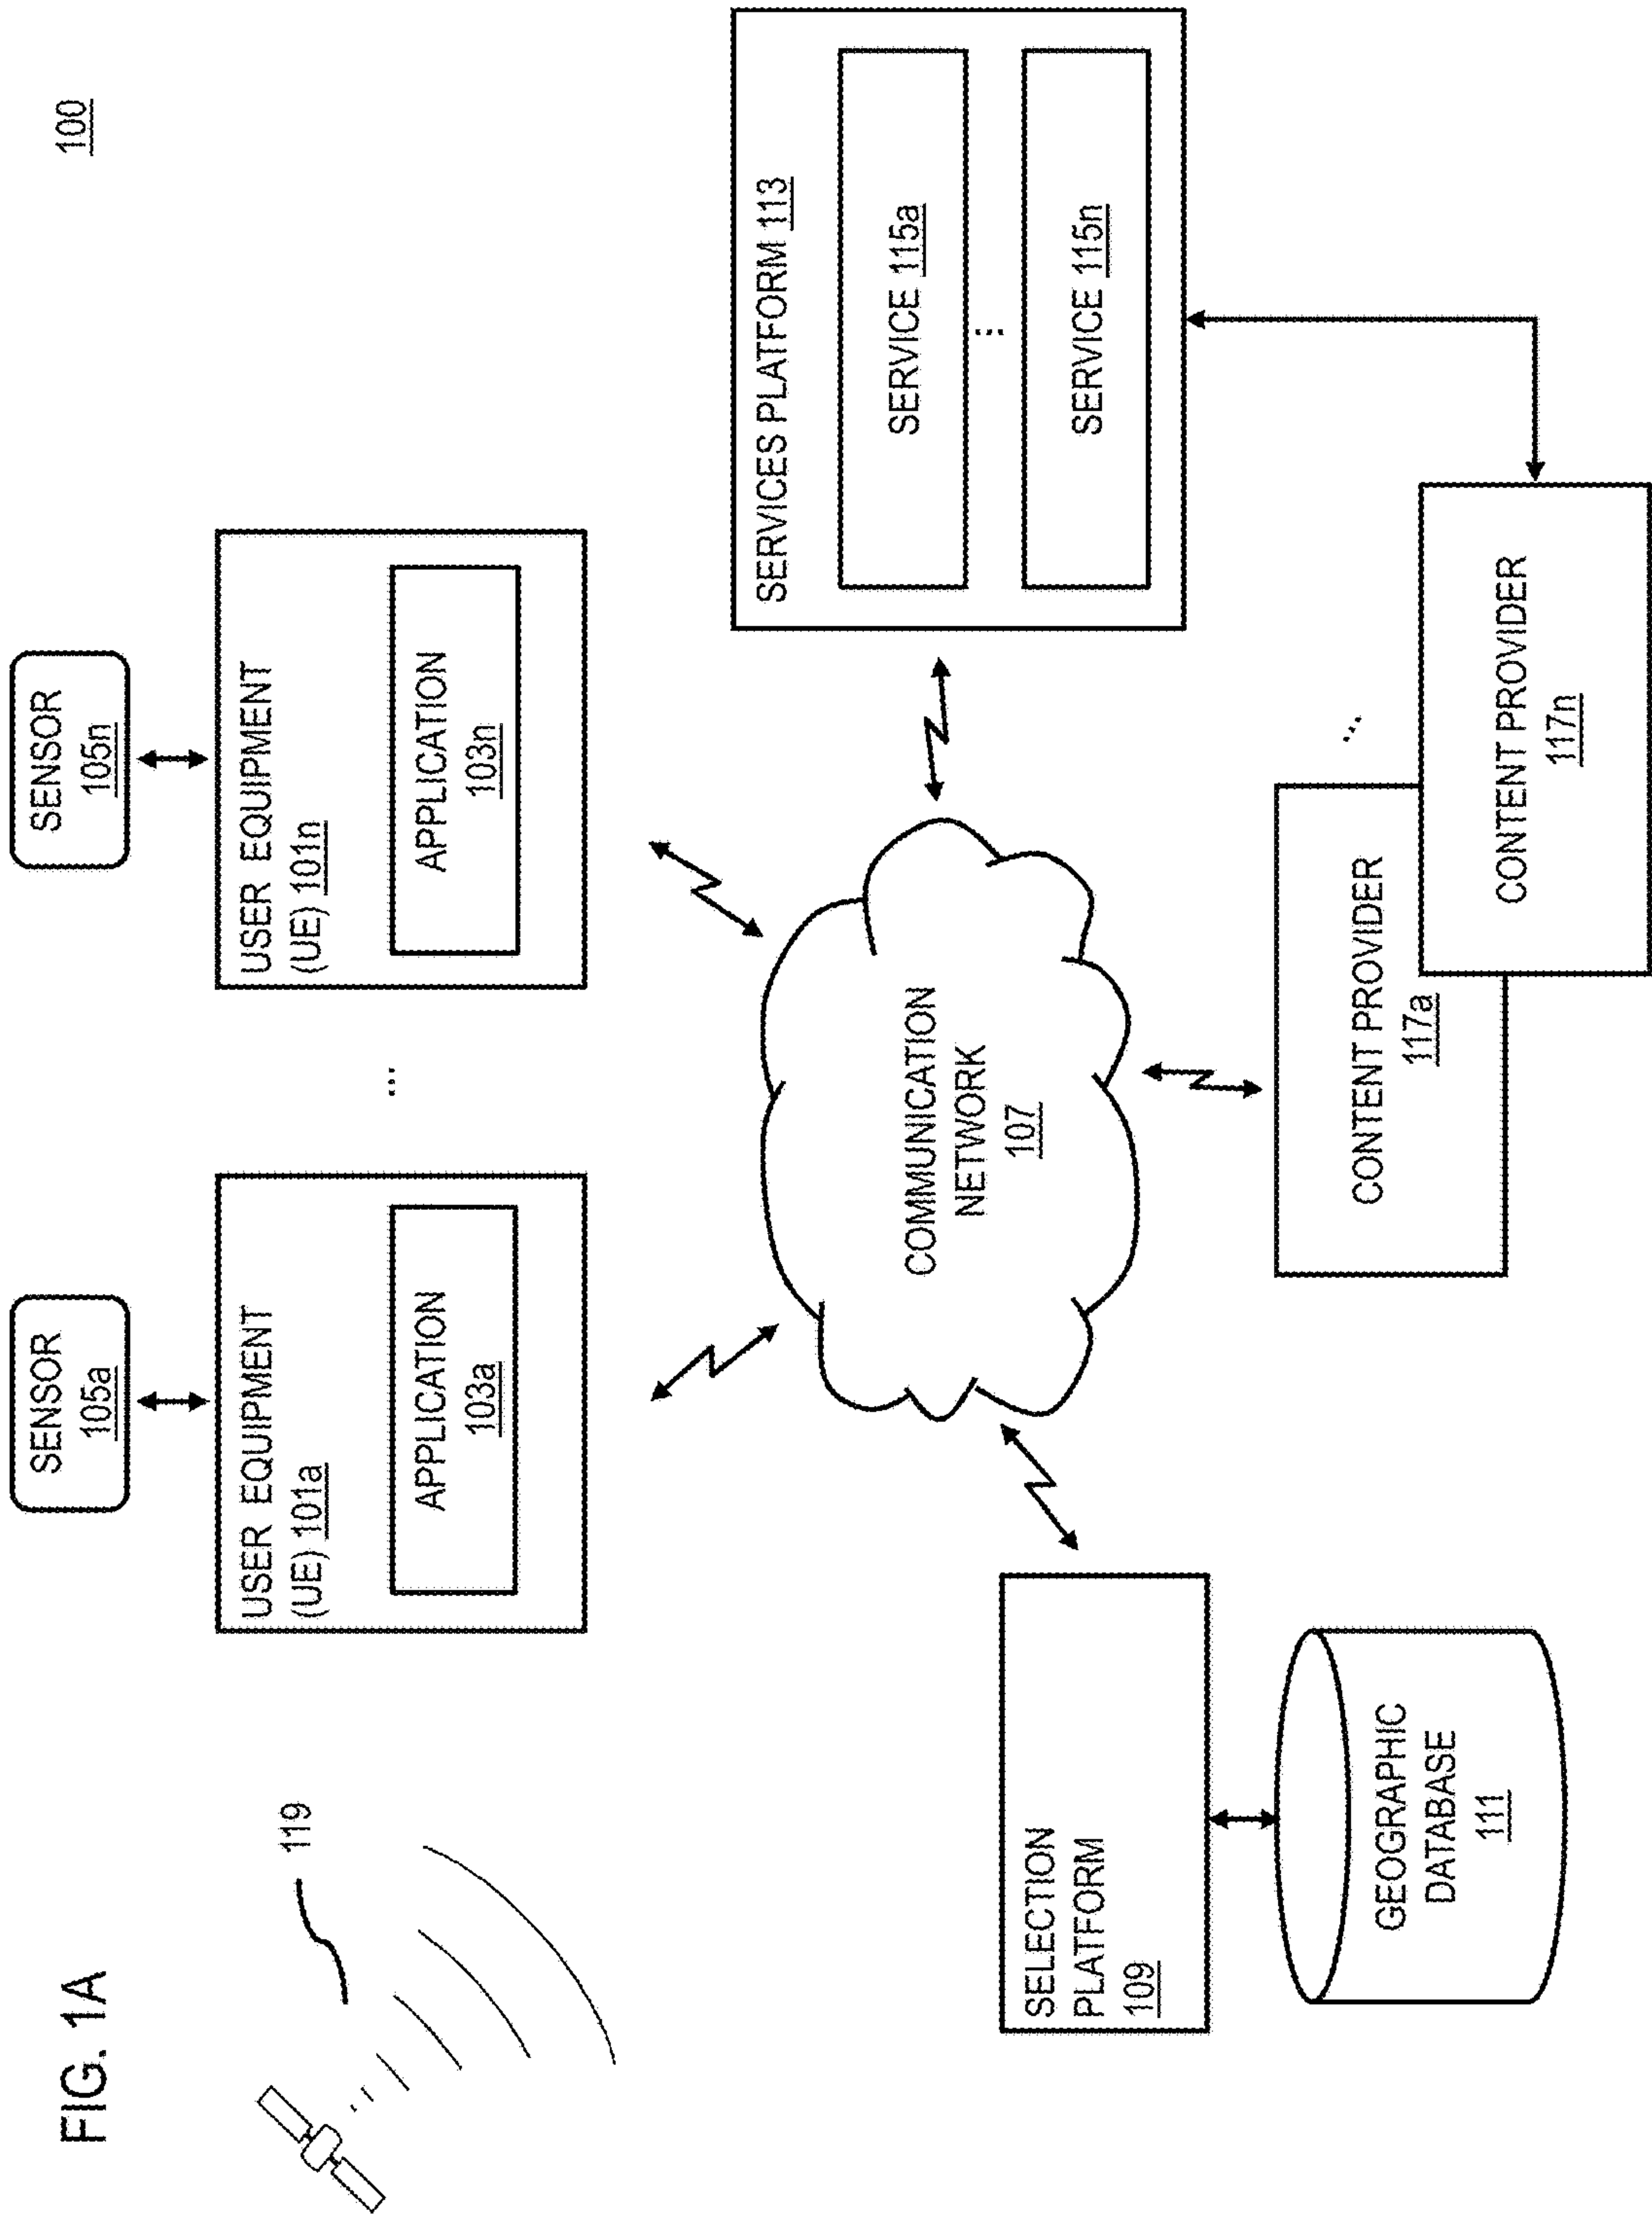 FIG. 1A
100
119
SENSOR
105a
SENSOR
105n
USER EQUIPMENT
(UE) 101a
APPLICATION
103a
...
USER EQUIPMENT
(UE) 101n
APPLICATION
103n
COMMUNICATION
NETWORK
107
SERVICES PLATFORM 113
SERVICE 115a
...
SERVICE 115n
SELECTION
PLATFORM
109
GEOGRAPHIC
DATABASE
111
CONTENT PROVIDER
117a
...
CONTENT PROVIDER
117n